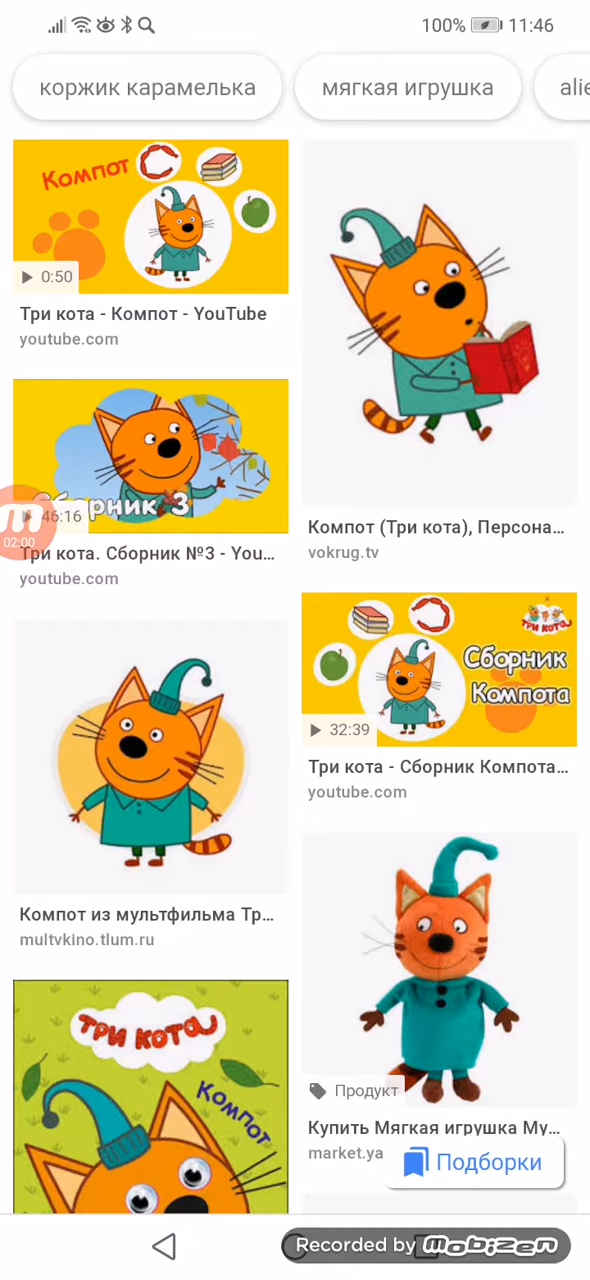 100% 11:46
коржик карамелька
мягкая игрушка
alie
Компот
0:50
Три кота - Компот - YouTube
youtube.com
Сборник 3
46:16
Три кота. Сборник №3 - You...
youtube.com
m
02:00
Компот (Три кота), Персона...
vokrug.tv
ТРИ КОТА
Сборник
Компота
32:39
Три кота - Сборник Компота...
youtube.com
Компот из мультфильма Тр...
multvkino.tlum.ru
ТРИ КОТА
Компот
Продукт
Купить Мягкая игрушка Му...
market.ya
Подборки
Recorded by mobizen